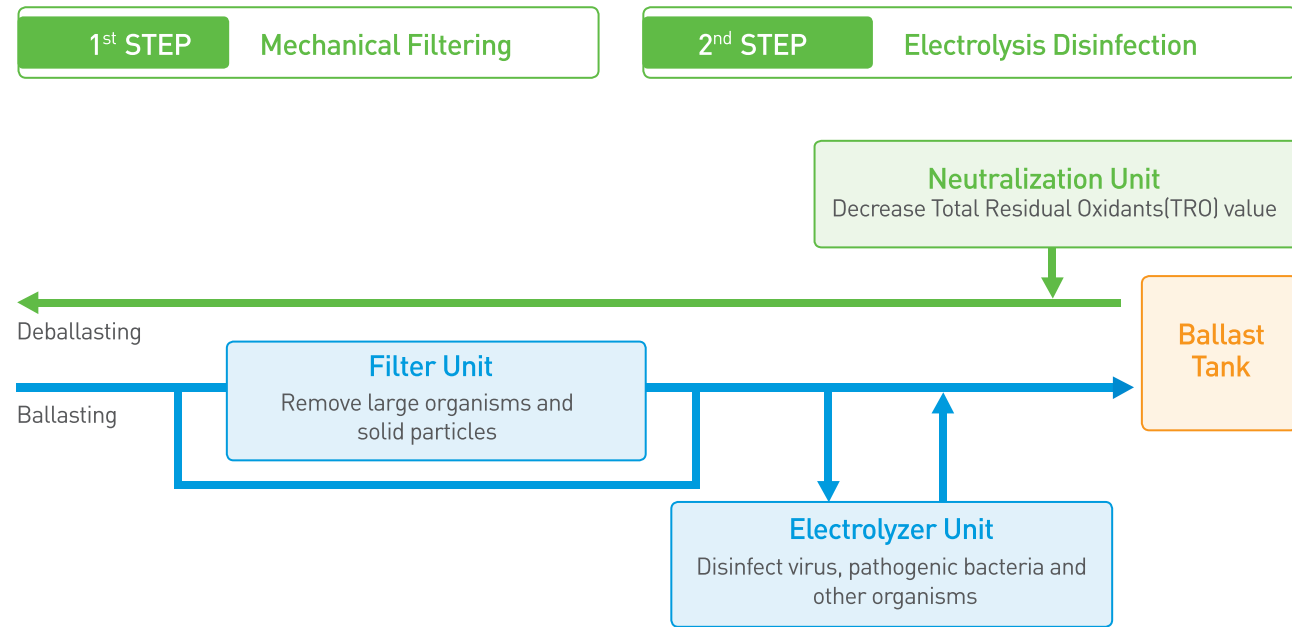 1st STEP
Mechanical Filtering
2nd STEP
Electrolysis Disinfection
Neutralization Unit
Decrease Total Residual Oxidants(TRO) value
Deballasting
Ballast
Tank
Filter Unit
Remove large organisms and
solid particles
Ballasting
Electrolyzer Unit
Disinfect virus, pathogenic bacteria and
other organisms